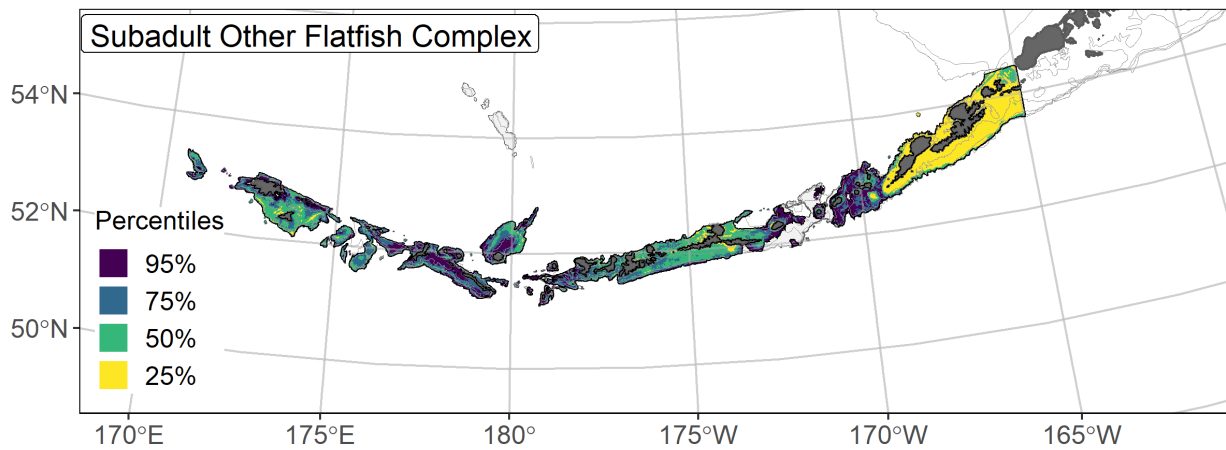 Subadult Other Flatfish Complex
54°N
52°N
50°N
Percentiles
95%
75%
50%
25%
170°E
175°E
180°
175°W
170°W
165°W